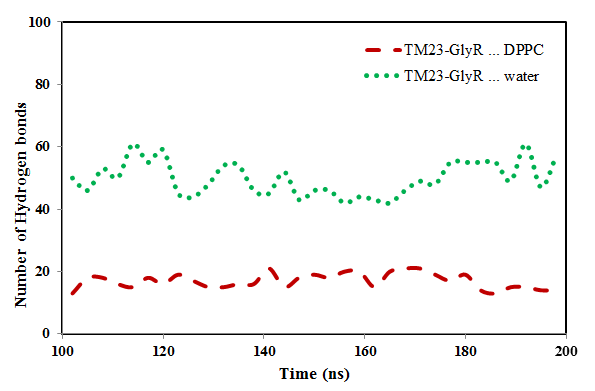 100
80
60
40
20
0
Number of Hydrogen bonds
TM23-GlyR ... DPPC
TM23-GlyR ... water
100 120 140 160 180 200
Time (ns)